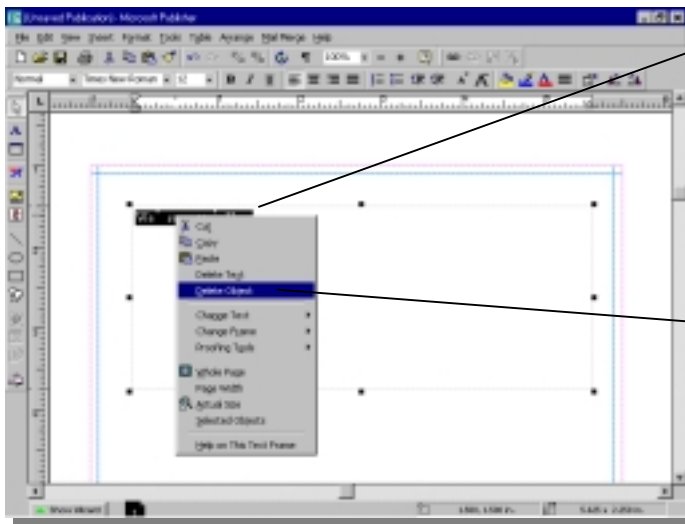 [Unsaved Publication] - Microsoft Publisher
File Edit View Insert Format Tools Table Arrange Mail Merge Help
100%
Normal Times New Roman 12 B I U
Cut
Copy
Paste
Delete Text
Delete Object
Change Text
Change Frame
Proofing Tools
Whole Page
Page Width
Actual Size
Selected Objects
Help on This Text Frame
Show Wizard